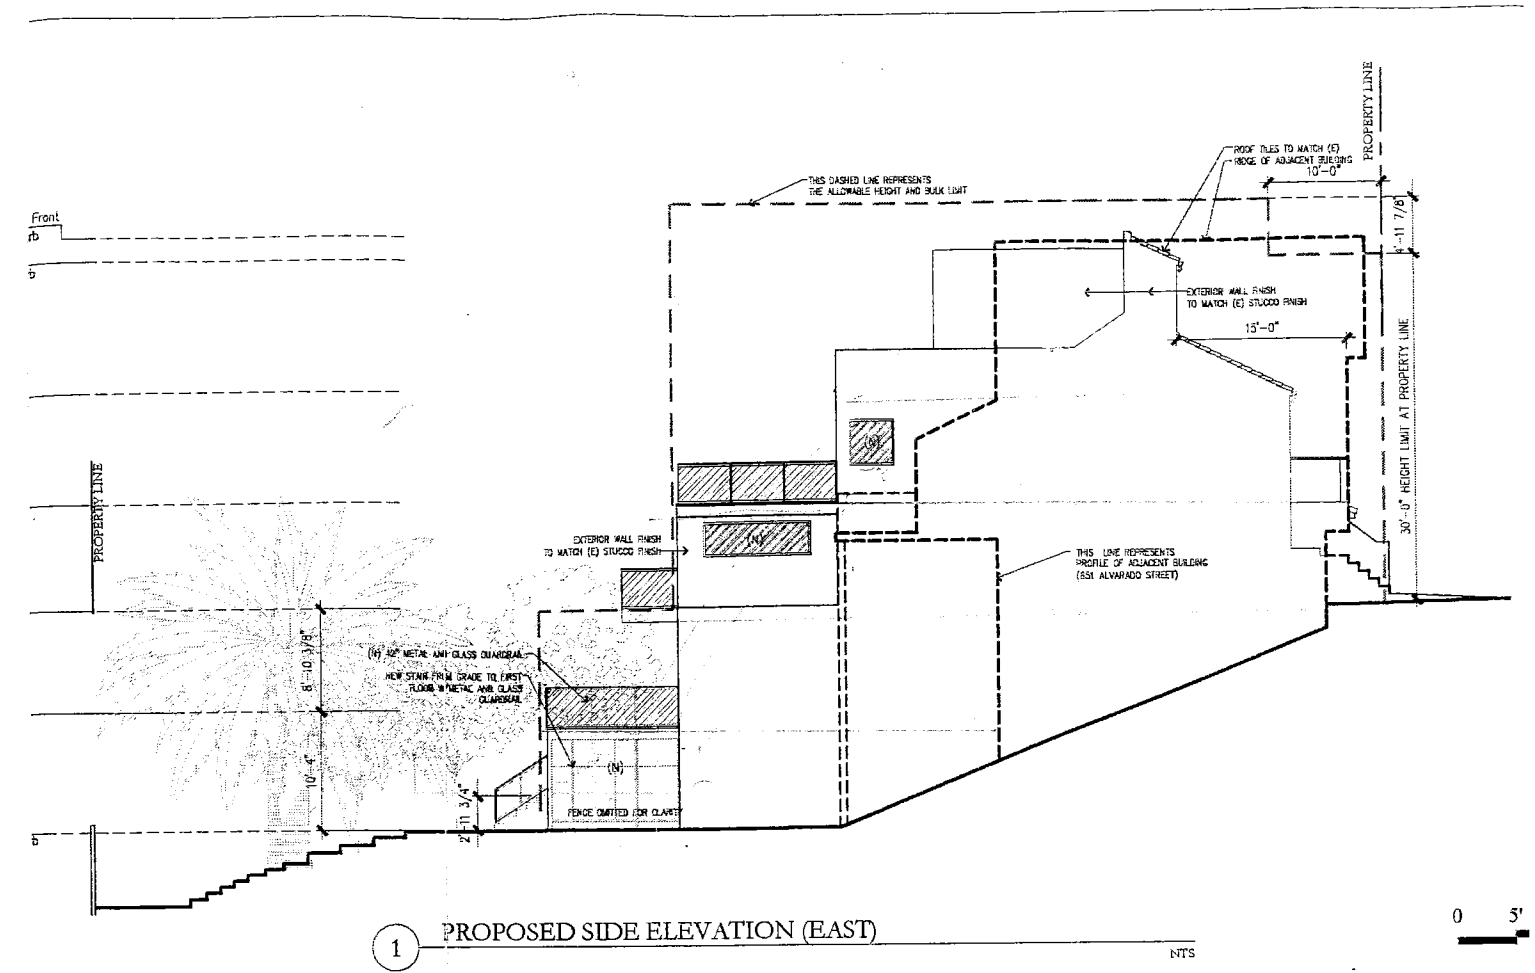 PROPERTY LINE
ROOF TILES TO MATCH (E)
RIDGE OF ADJACENT BUILDING
10'-0"
THIS DASHED LINE REPRESENTS
THE ALLOWABLE HEIGHT AND BULK LIMIT
4'-11 7/8"
Front
EXTERIOR WALL FINISH
TO MATCH (E) STUCCO FINISH
15'-0"
30'-0" HEIGHT LIMIT AT PROPERTY LINE
(N)
PROPERTY LINE
EXTERIOR WALL FINISH
TO MATCH (E) STUCCO FINISH
(N)
THIS LINE REPRESENTS
PROFILE OF ADJACENT BUILDING
(651 ALVARADO STREET)
8'-10 3/8"
(N) 42" METAL AND GLASS GUARDRAIL
NEW STAIR FROM GRADE TO FIRST
FLOOR W METAL AND GLASS
GUARDRAIL
(N)
10'-4"
2'-11 3/4"
FENCE OMITTED FOR CLARITY
1
PROPOSED SIDE ELEVATION (EAST)
NTS
0 5'